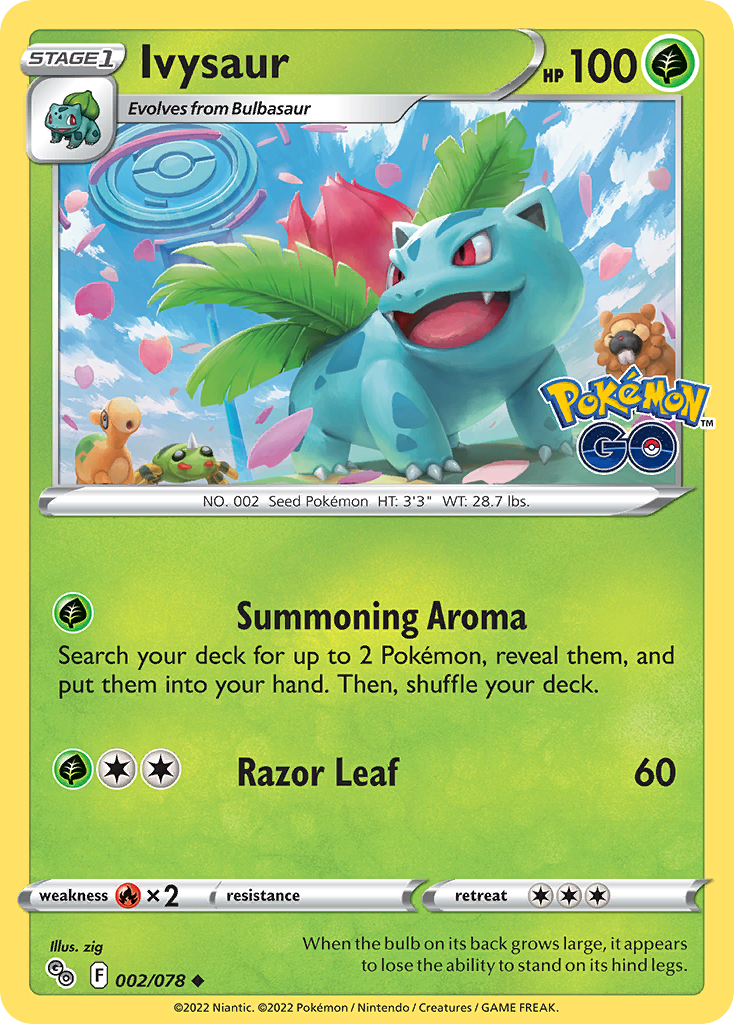 STAGE 1
Ivysaur
HP 100
Evolves from Bulbasaur
POKéMON
GO
TM
NO. 002 Seed Pokémon HT: 3'3" WT: 28.7 lbs.
Summoning Aroma
Search your deck for up to 2 Pokémon, reveal them, and
put them into your hand. Then, shuffle your deck.
Razor Leaf 60
weakness ×2 resistance retreat
Illus. zig
When the bulb on its back grows large, it appears
to lose the ability to stand on its hind legs.
GO F 002/078
©2022 Niantic. ©2022 Pokémon / Nintendo / Creatures / GAME FREAK.